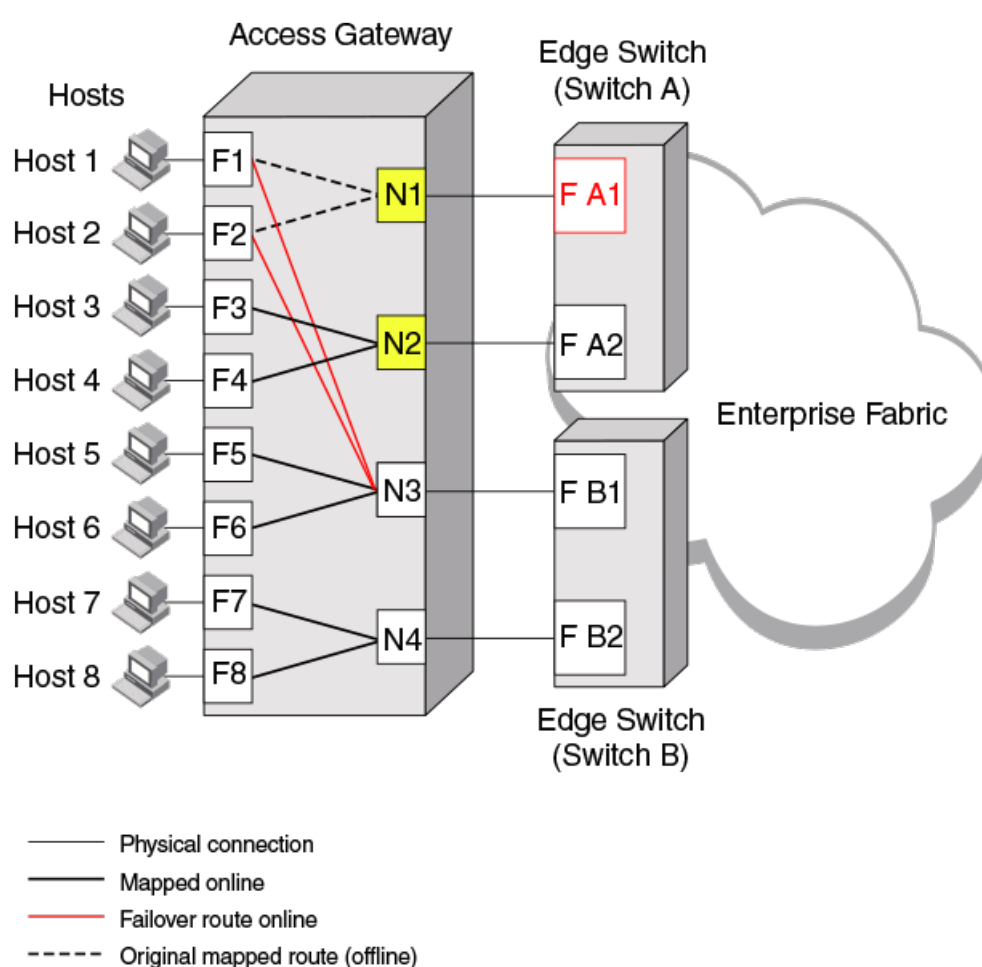 Access Gateway
Edge Switch
(Switch A)
Hosts
Host 1
F1
N1
F A1
Host 2
F2
Host 3
F3
N2
F A2
Host 4
F4
Enterprise Fabric
Host 5
F5
N3
F B1
Host 6
F6
Host 7
F7
N4
F B2
Host 8
F8
Edge Switch
(Switch B)
Physical connection
Mapped online
Failover route online
Original mapped route (offline)